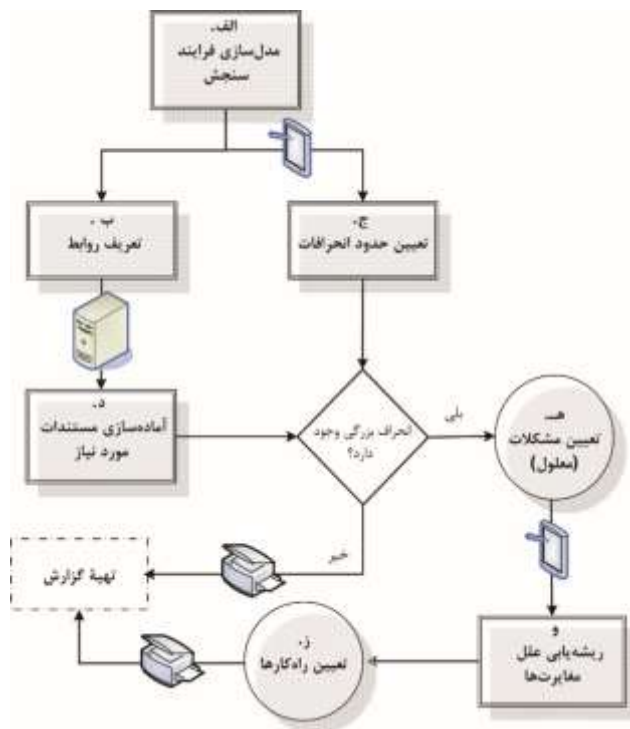 الف.
مدل‌سازی فرایند
سنجش
ب .
تعریف روابط
ج.
تعیین حدود انحرافات
د.
آماده‌سازی مستندات
مورد نیاز
انحراف بزرگی وجود
دارد؟
بلی
هـ.
تعیین مشکلات
(معلول)
خیر
تهیهٔ گزارش
ز.
تعیین راه‌کارها
و
ریشه‌یابی علل
مغایرت‌ها